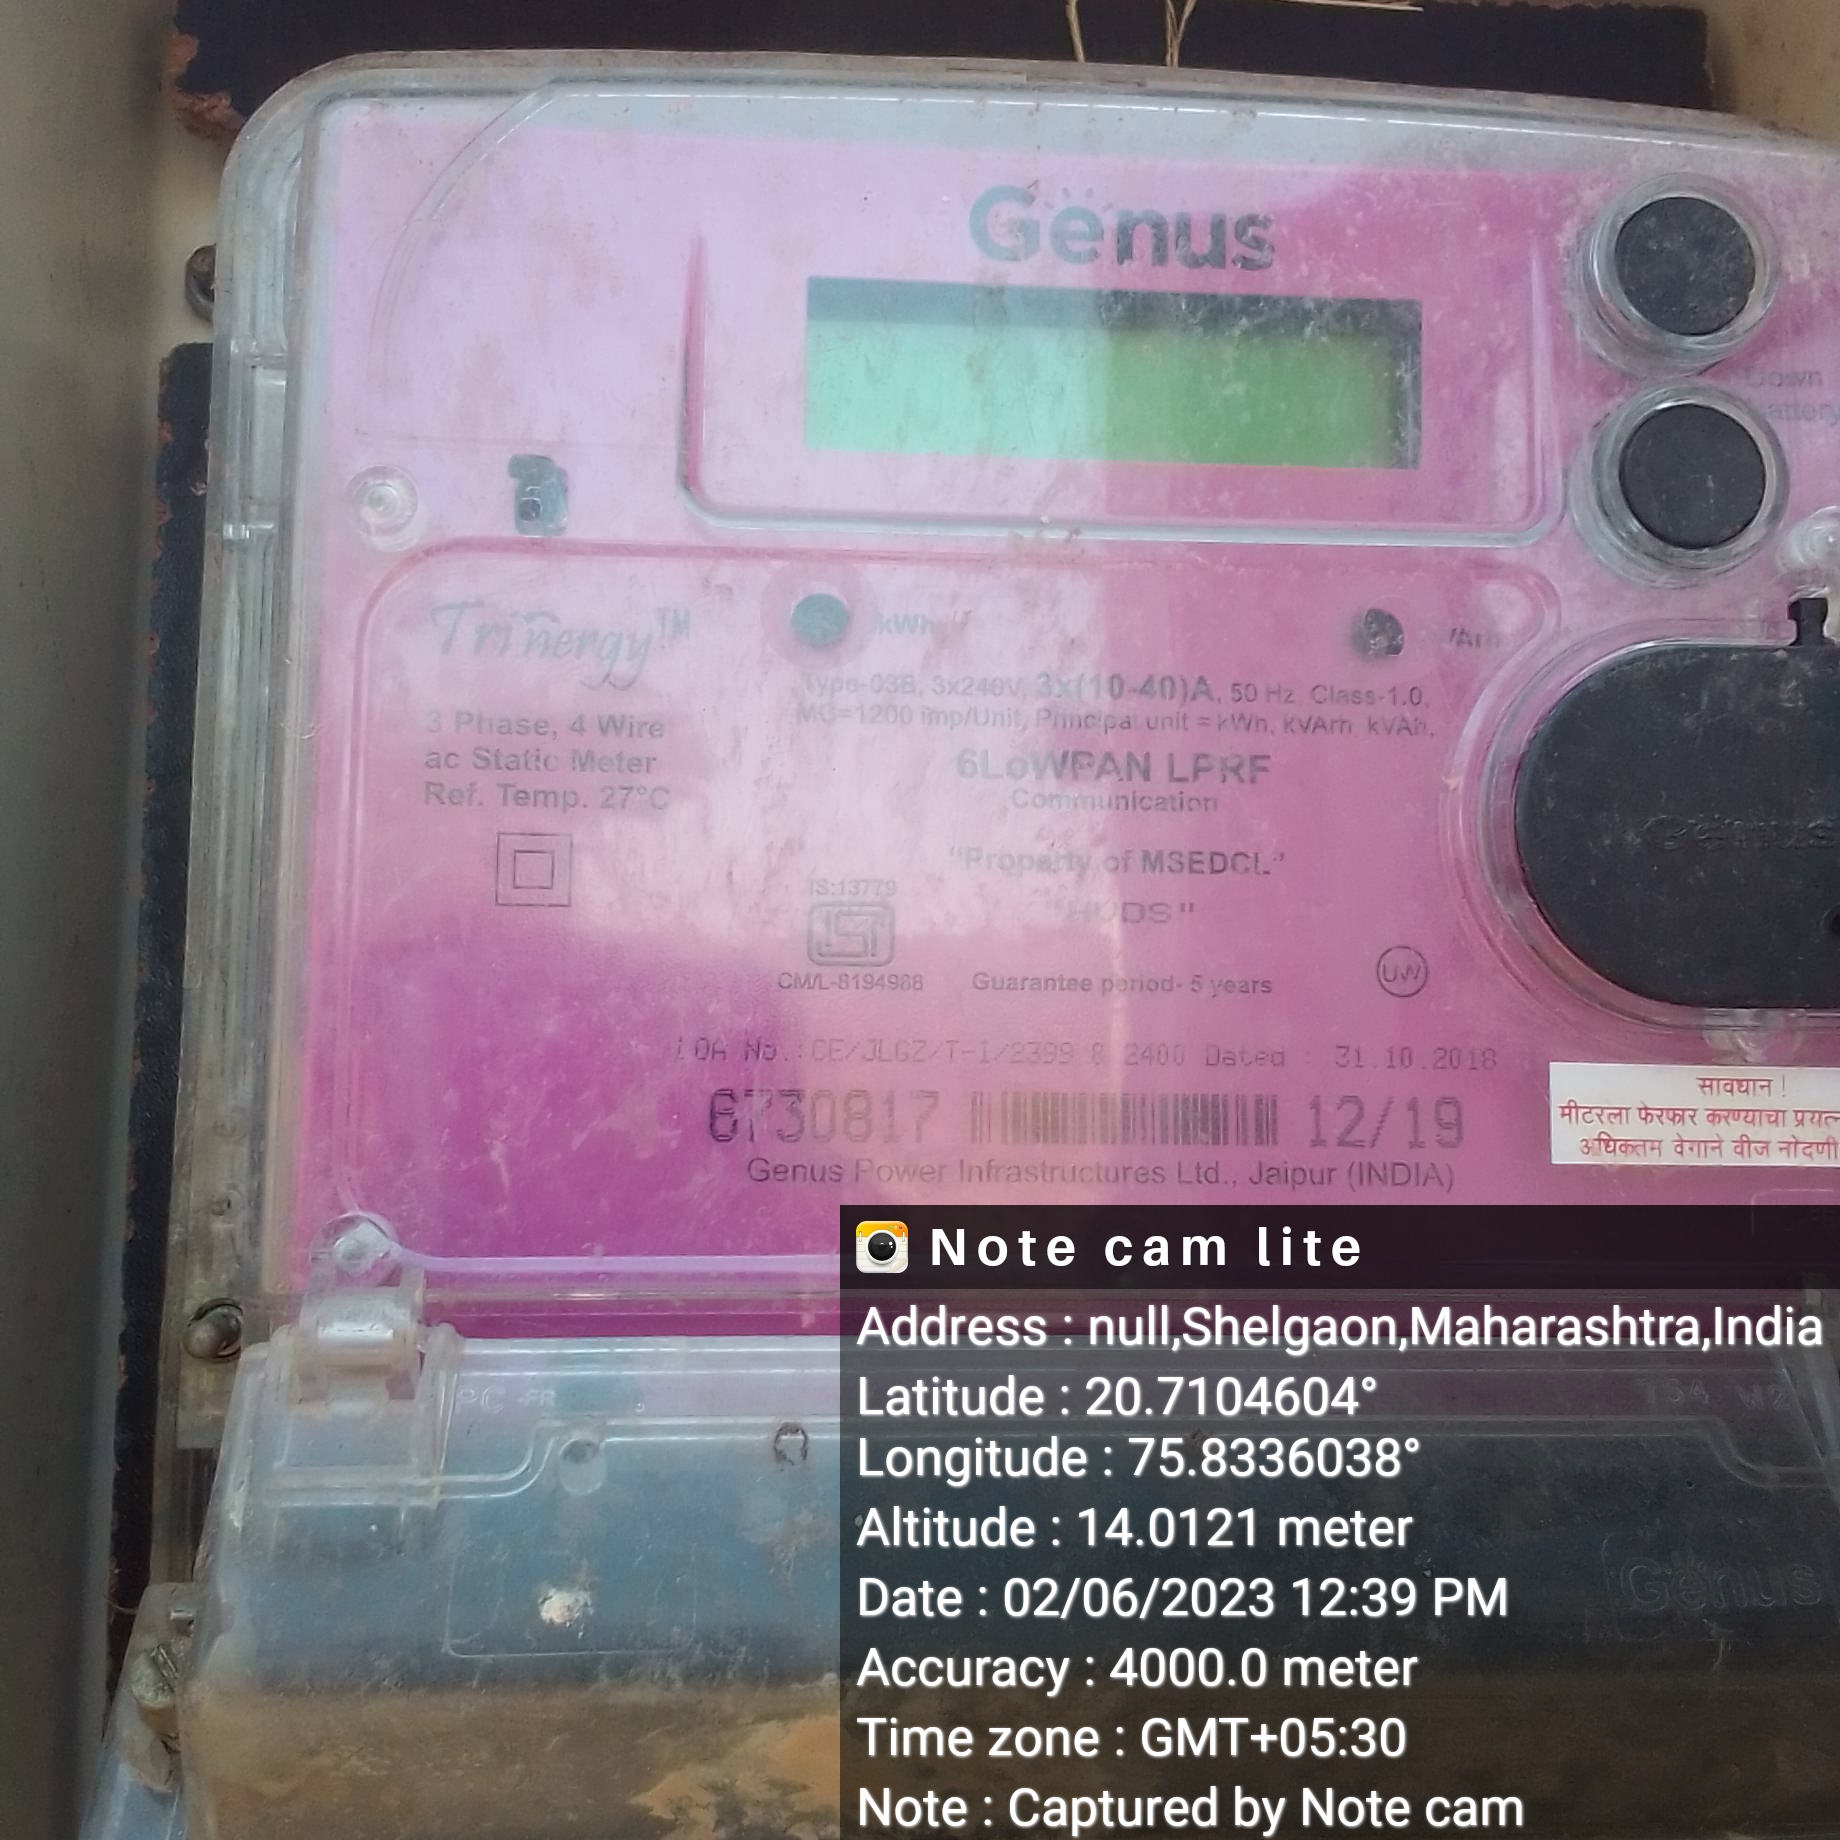 Genus
Down
Battery
Trinergy™
kWh
3 Phase, 4 Wire
ac Static Meter
Ref. Temp. 27°C
Type-03B, 3x240V, 3x(10-40)A, 50 Hz Class-1.0,
MC=1200 imp/Unit, Principal unit = kWh, kVArh kVAh,
6LoWPAN LPRF
Communication
"Property of MSEDCL"
IS:13779
CM/L-8194988
Guarantee period- 5 years
UW
LOA No.:CE/JLGZ/T-1/2399 & 2400 Dated : 31.10.2018
6730817 12/19
Genus Power Infrastructures Ltd., Jaipur (INDIA)
Genus
सावधान !
मीटरला फेरफार करण्याचा
अधिकतम वेगाने वीज नोंदणी
Note cam lite
Address : null,Shelgaon,Maharashtra,India
Latitude : 20.7104604°
Longitude : 75.8336038°
Altitude : 14.0121 meter
Date : 02/06/2023 12:39 PM
Accuracy : 4000.0 meter
Time zone : GMT+05:30
Note : Captured by Note cam
PC FR
Genus